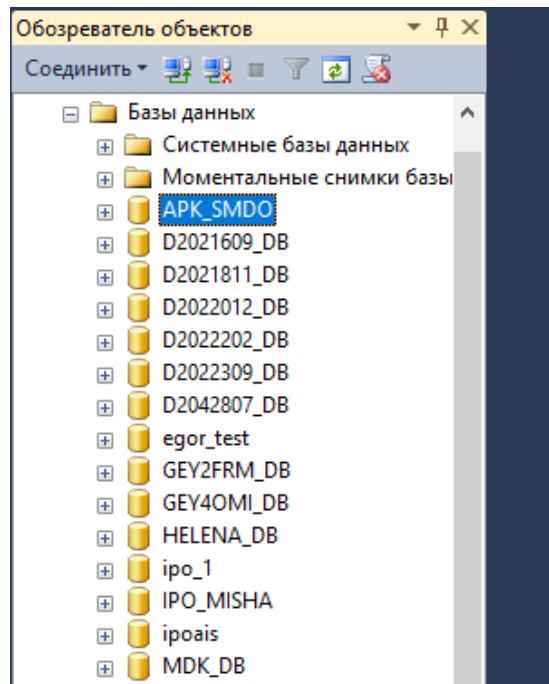 Обозреватель объектов
Соединить
Базы данных
Системные базы данных
Моментальные снимки базы
APK_SMDO
D2021609_DB
D2021811_DB
D2022012_DB
D2022202_DB
D2022309_DB
D2042807_DB
egor_test
GEY2FRM_DB
GEY4OMI_DB
HELENA_DB
ipo_1
IPO_MISHA
ipoais
MDK_DB